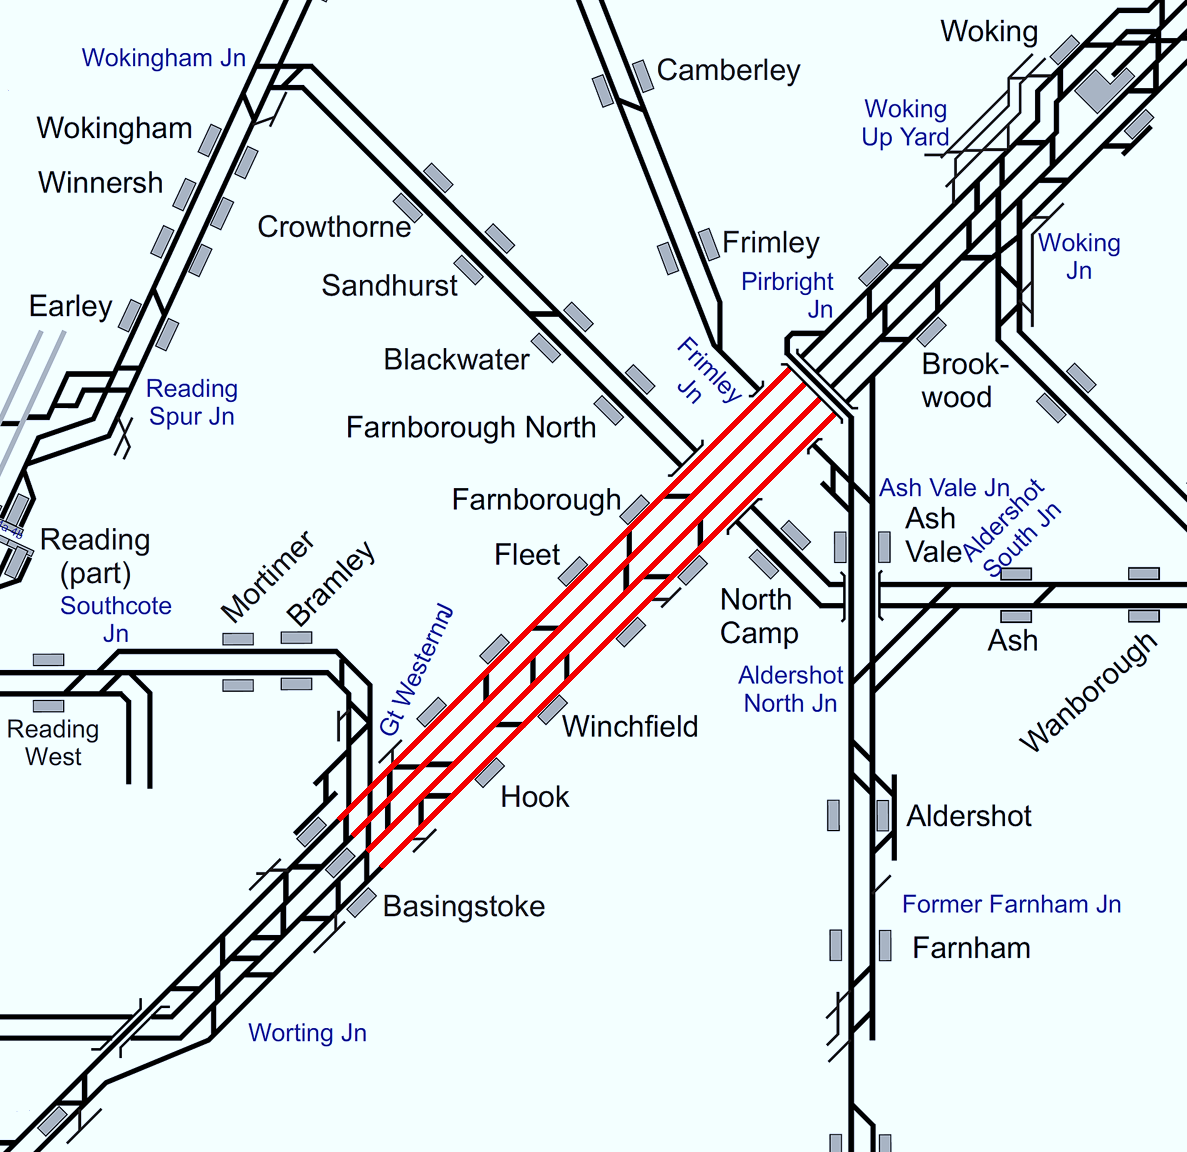 Woking
Wokingham Jn
Camberley
Woking
Up Yard
Wokingham
Winnersh
Crowthorne
Frimley
Woking
Jn
Sandhurst
Pirbright
Jn
Earley
Blackwater
Frimley
Jn
Brook-
wood
Reading
Spur Jn
Farnborough North
Farnborough
Ash Vale Jn
Ash
Vale
Aldershot
South Jn
Reading
(part)
Fleet
Mortimer
Bramley
Southcote
Jn
North
Camp
Ash
Gt WesternnJ
Aldershot
North Jn
Wanborough
Reading
West
Winchfield
Hook
Aldershot
Basingstoke
Former Farnham Jn
Farnham
Worting Jn